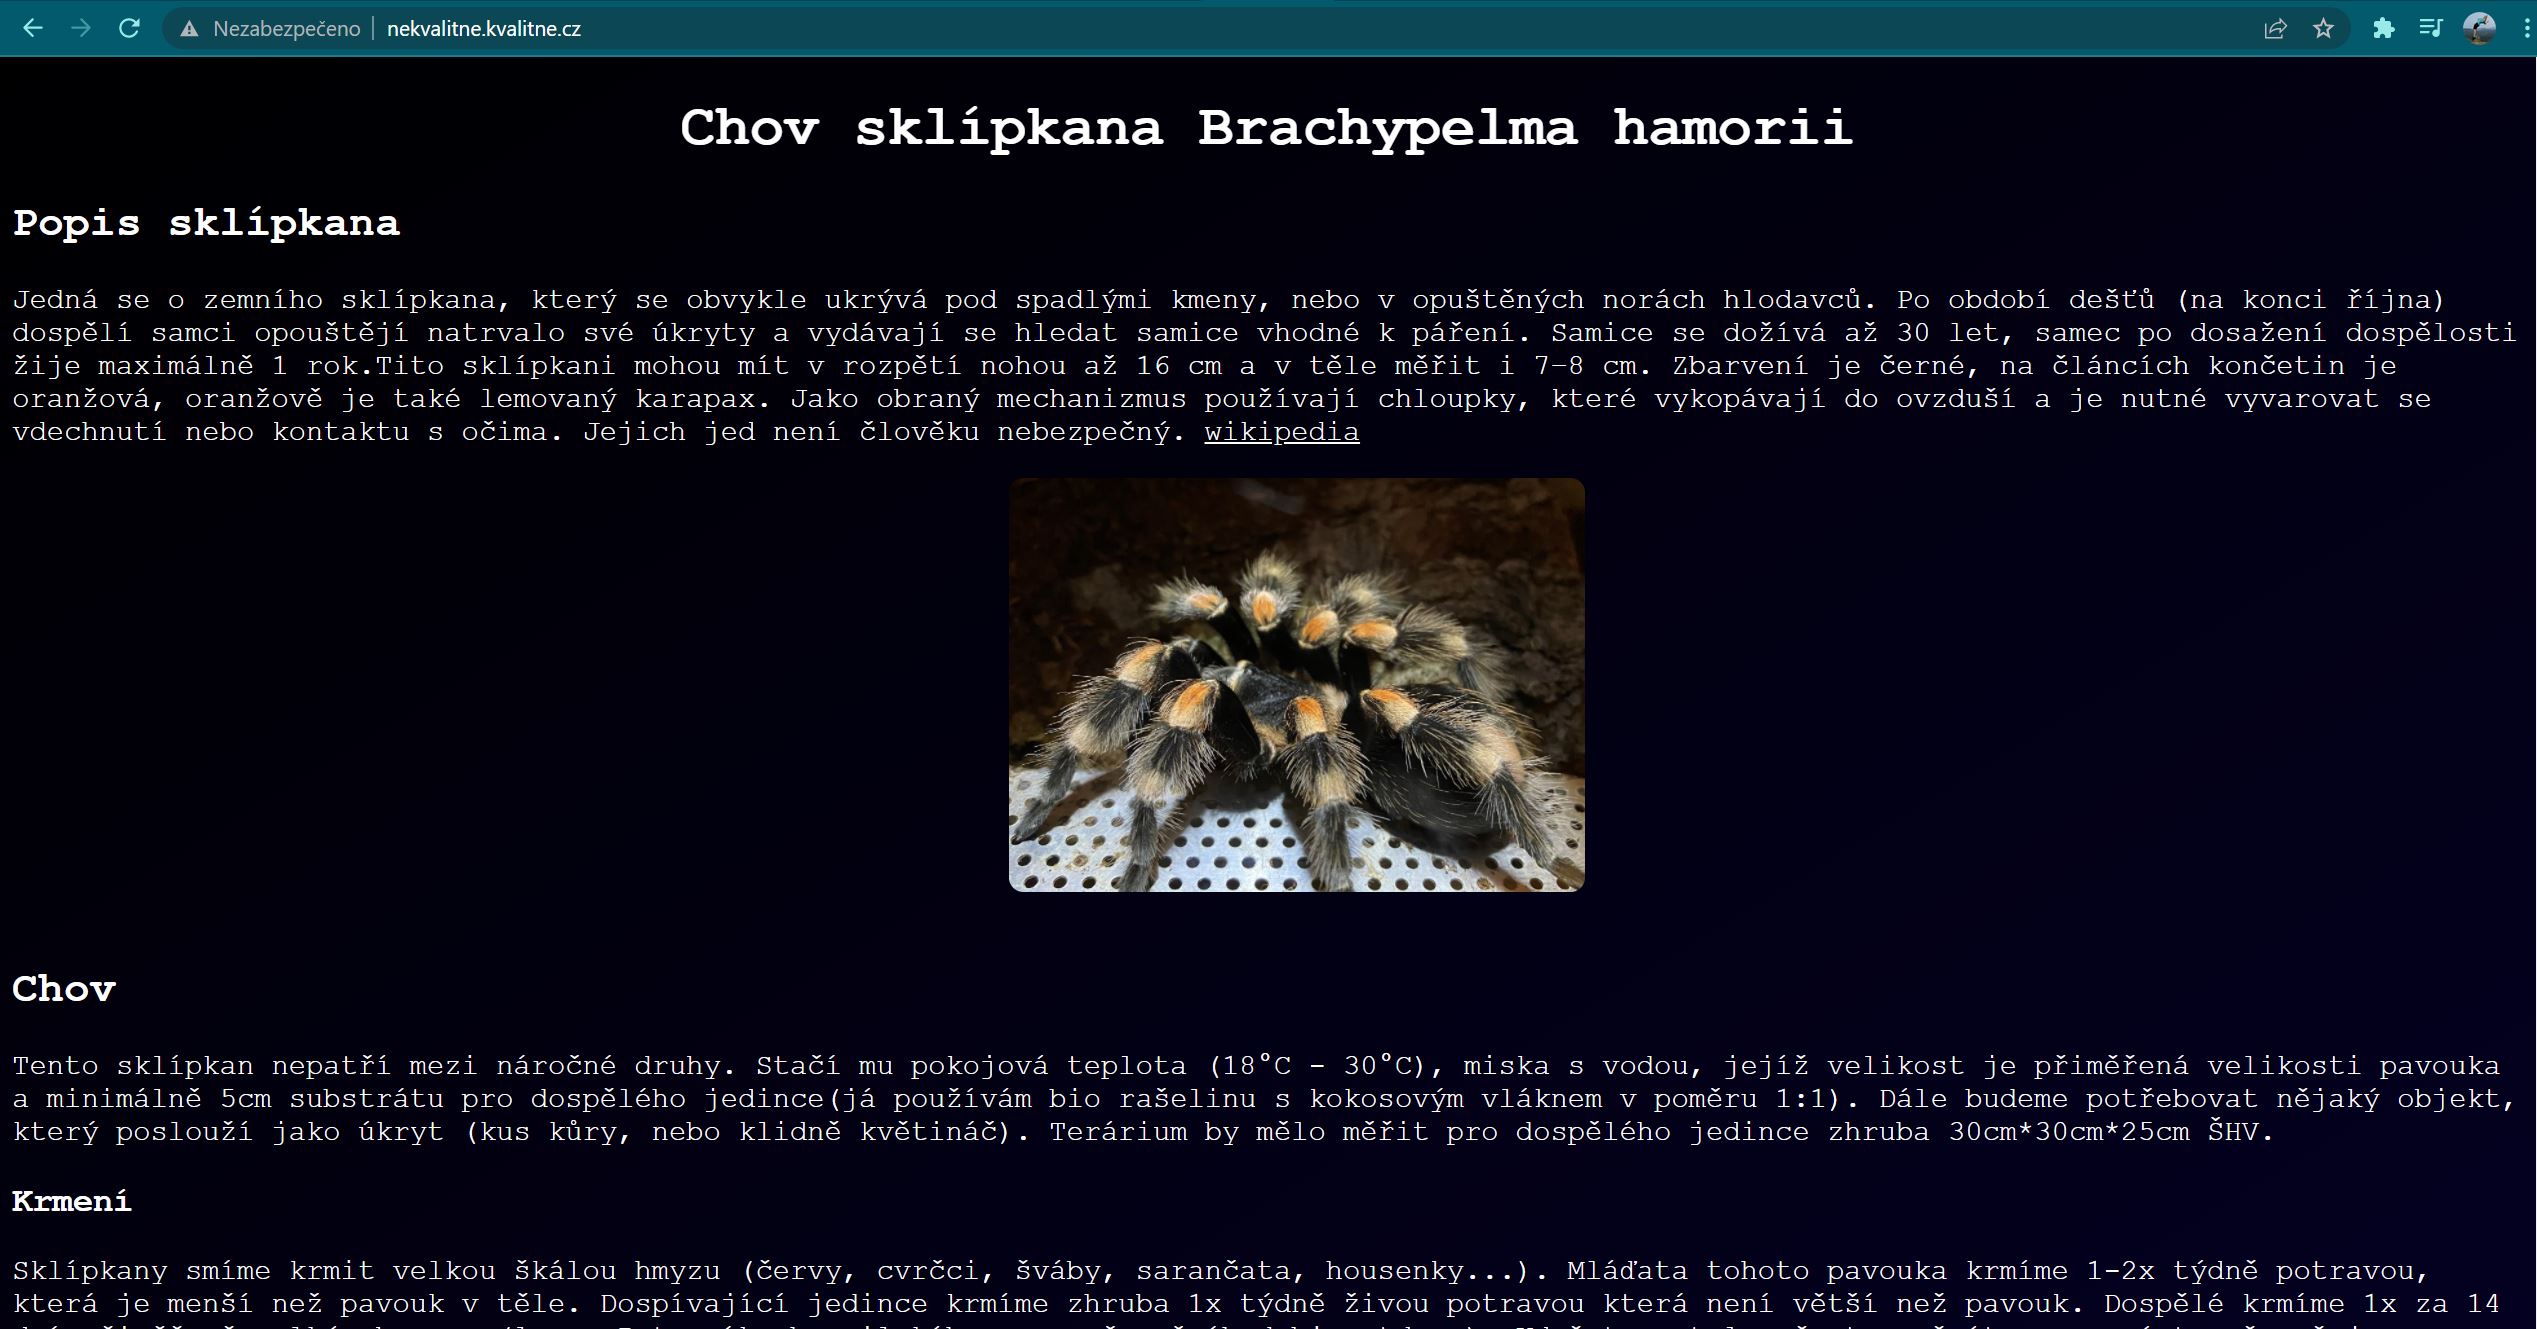 Nezabezpečeno | nekvalitne.kvalitne.cz
Chov sklípkana Brachypelma hamorii
Popis sklípkana
Jedná se o zemního sklípkana, který se obvykle ukrývá pod spadlými kmeny, nebo v opuštěných norách hlodavců. Po období dešťů (na konci října)
dospělí samci opouštějí natrvalo své úkryty a vydávají se hledat samice vhodné k páření. Samice se dožívá až 30 let, samec po dosažení dospělosti
žije maximálně 1 rok.Tito sklípkani mohou mít v rozpětí nohou až 16 cm a v těle měřit i 7–8 cm. Zbarvení je černé, na článcích končetin je
oranžová, oranžově je také lemovaný karapax. Jako obraný mechanizmus používají chloupky, které vykopávají do ovzduší a je nutné vyvarovat se
vdechnutí nebo kontaktu s očima. Jejich jed není člověku nebezpečný. wikipedia
Chov
Tento sklípkan nepatří mezi náročné druhy. Stačí mu pokojová teplota (18°C - 30°C), miska s vodou, jejíž velikost je přiměřená velikosti pavouka
a minimálně 5cm substrátu pro dospělého jedince(já používám bio rašelinu s kokosovým vláknem v poměru 1:1). Dále budeme potřebovat nějaký objekt,
který poslouží jako úkryt (kus kůry, nebo klidně květináč). Terárium by mělo měřit pro dospělého jedince zhruba 30cm*30cm*25cm ŠHV.
Krmení
Sklípkany smíme krmit velkou škálou hmyzu (červy, cvrčci, šváby, sarančata, housenky...). Mláďata tohoto pavouka krmíme 1-2x týdně potravou,
která je menší než pavouk v těle. Dospívající jedince krmíme zhruba 1x týdně živou potravou která není větší než pavouk. Dospělé krmíme 1x za 14